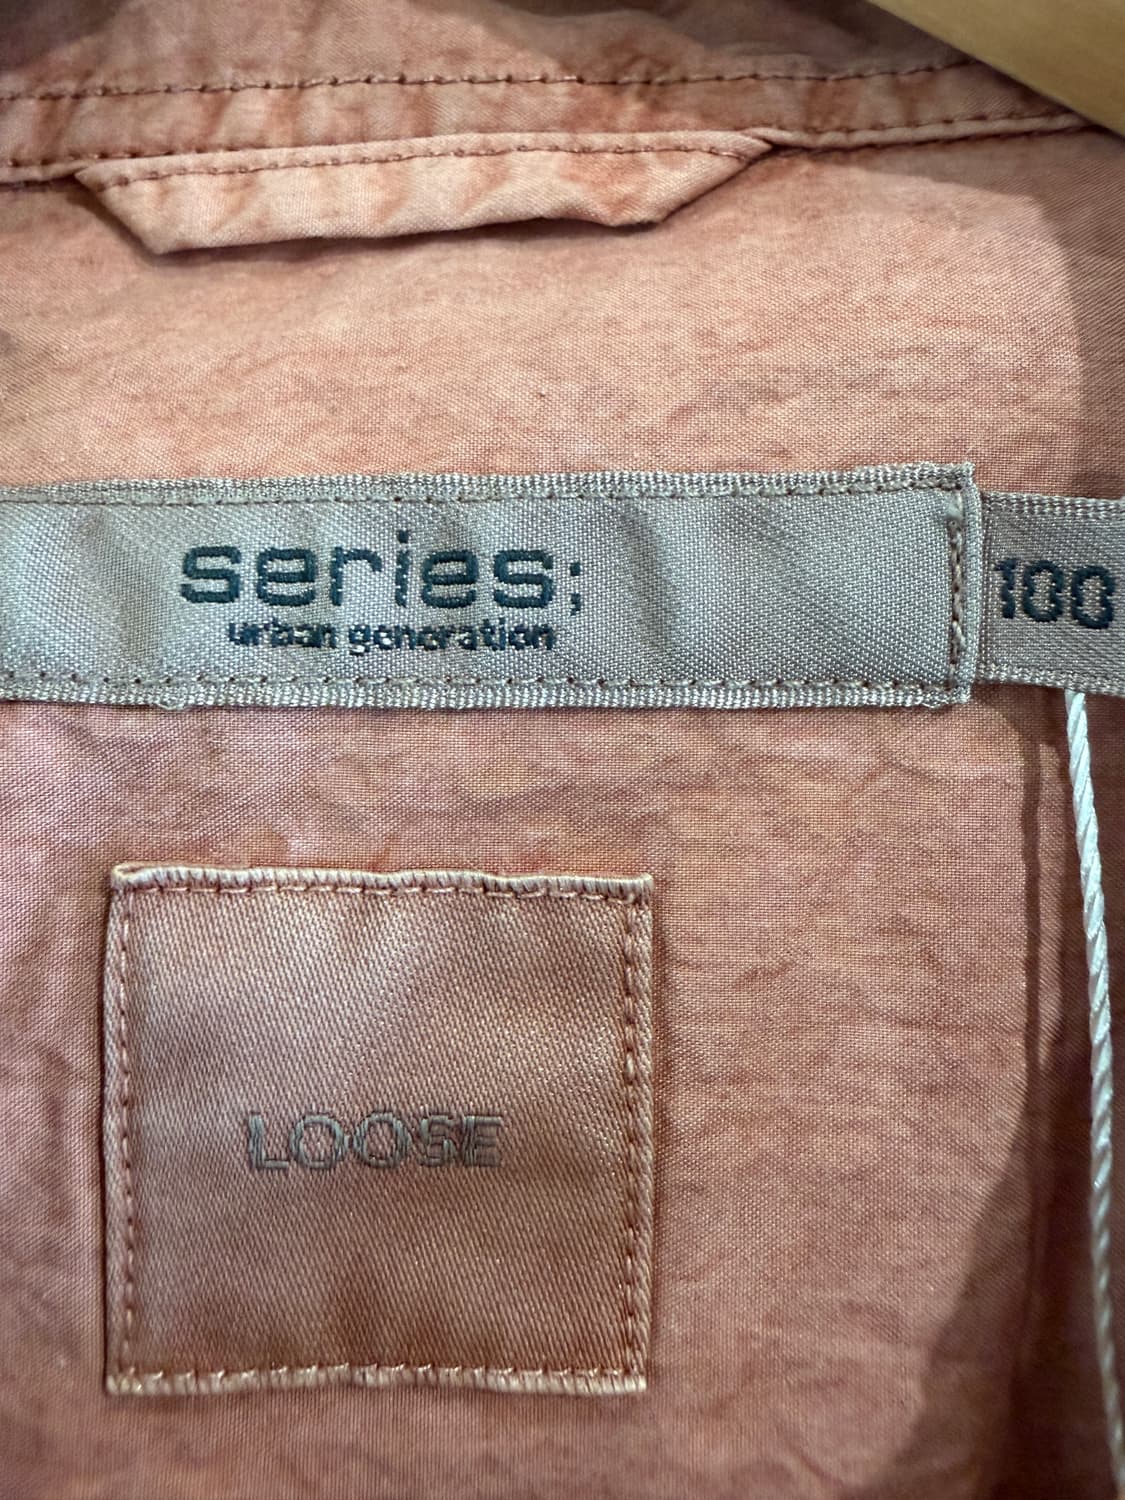 series;
urban generation
100
LOOSE